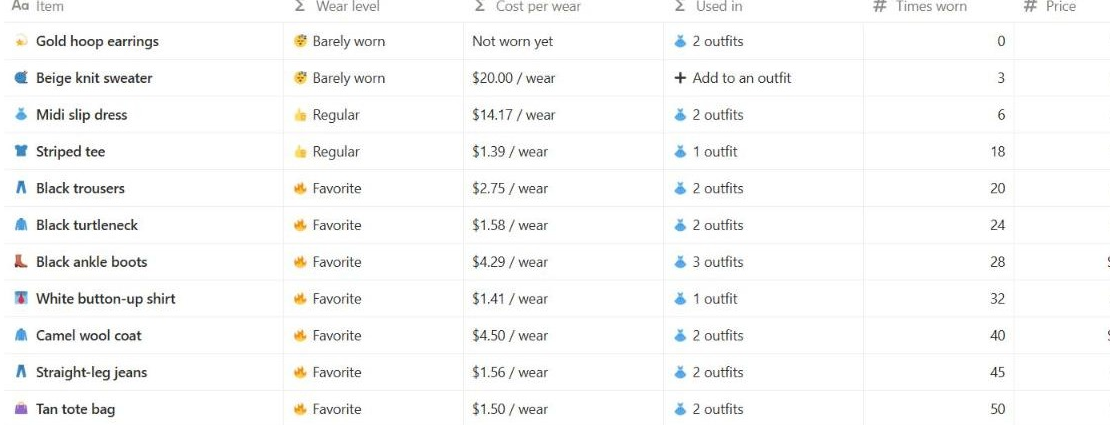 Aa Item Σ Wear level Σ Cost per wear Σ Used in # Times worn # Price
Gold hoop earrings Barely worn Not worn yet 2 outfits 0
Beige knit sweater Barely worn $20.00 / wear + Add to an outfit 3
Midi slip dress Regular $14.17 / wear 2 outfits 6
Striped tee Regular $1.39 / wear 1 outfit 18
Black trousers Favorite $2.75 / wear 2 outfits 20
Black turtleneck Favorite $1.58 / wear 2 outfits 24
Black ankle boots Favorite $4.29 / wear 3 outfits 28
White button-up shirt Favorite $1.41 / wear 1 outfit 32
Camel wool coat Favorite $4.50 / wear 2 outfits 40
Straight-leg jeans Favorite $1.56 / wear 2 outfits 45
Tan tote bag Favorite $1.50 / wear 2 outfits 50